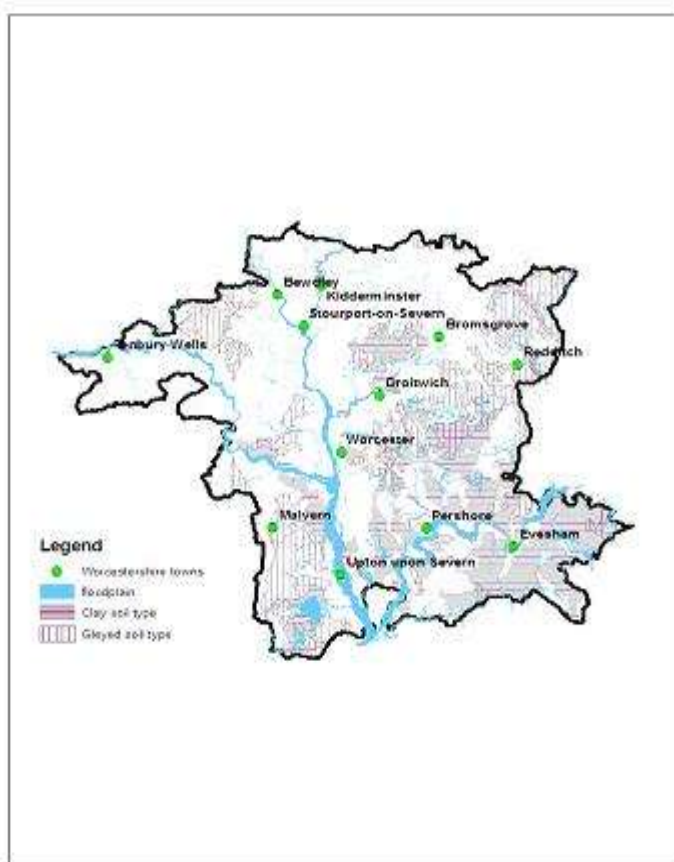 Bewdley
Kidderminster
Stourport-on-Severn
Bromsgrove
enbury-Wells
Redditch
Droitwich
Worcester
Malvern
Pershore
Evesham
Upton upon Severn
Legend
Worcestershire towns
floodplain
Clay soil type
Gleyed soil type